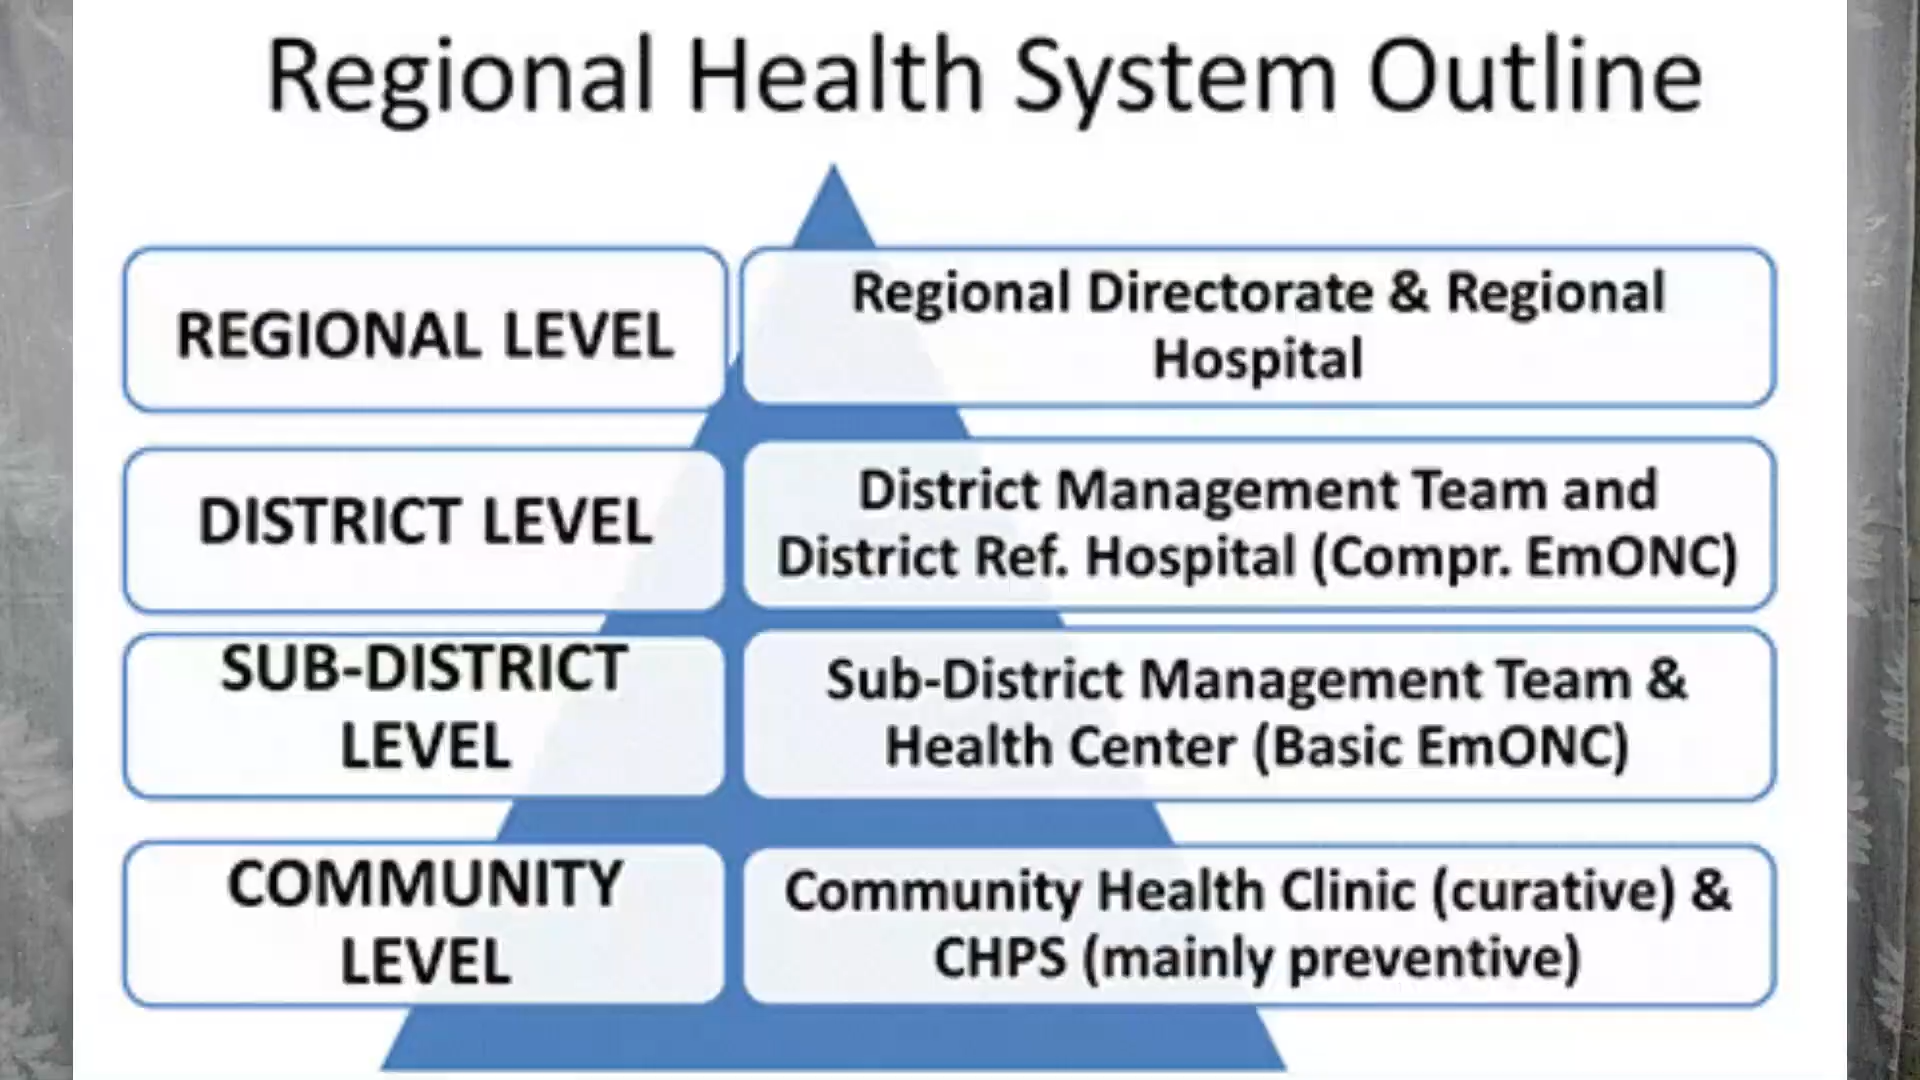 Regional Health System Outline
REGIONAL LEVEL
Regional Directorate & Regional
Hospital
DISTRICT LEVEL
District Management Team and
District Ref. Hospital (Compr. EmONC)
SUB-DISTRICT
LEVEL
Sub-District Management Team &
Health Center (Basic EmONC)
COMMUNITY
LEVEL
Community Health Clinic (curative) &
CHPS (mainly preventive)